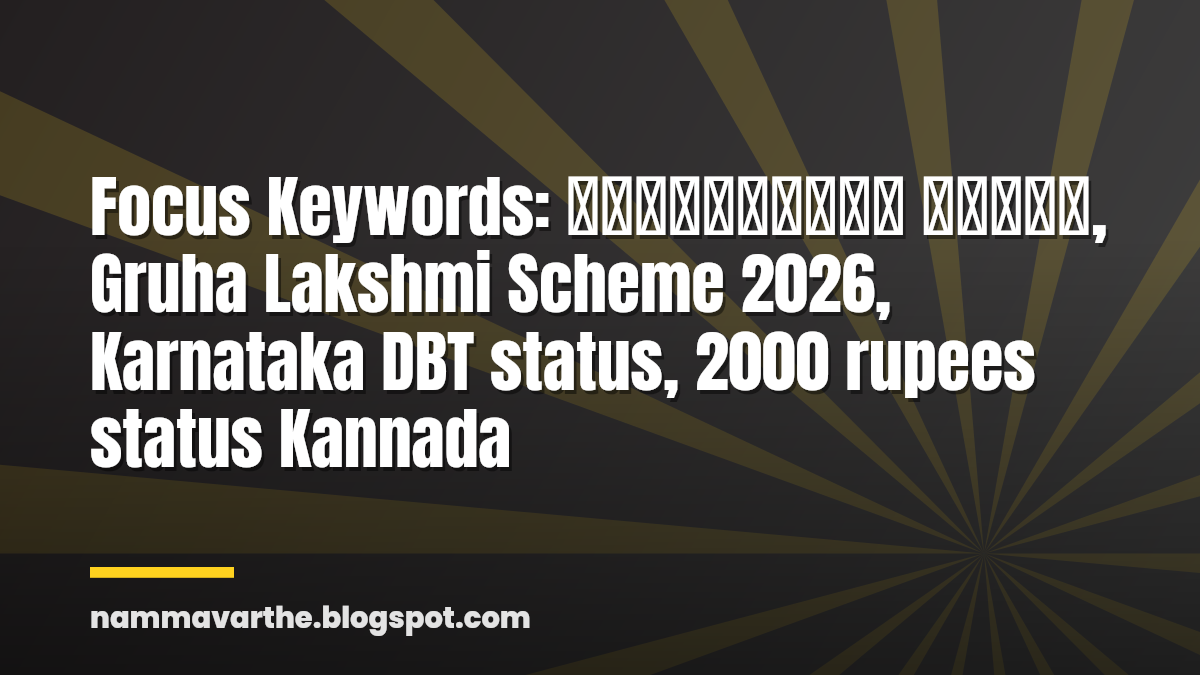 Focus Keywords:
Gruha Lakshmi Scheme 2026,
Karnataka DBT status, 2000 rupees
status Kannada
nammavarthe.blogspot.com